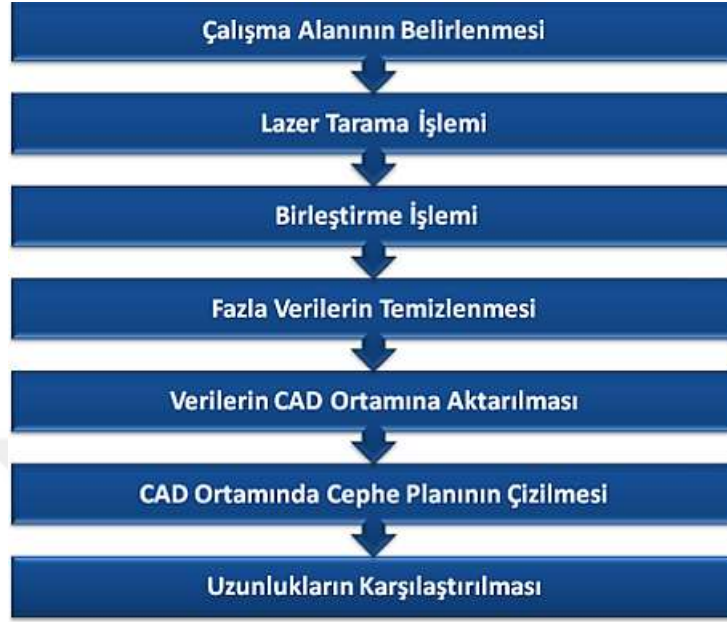 Çalışma Alanının Belirlenmesi
Lazer Tarama İşlemi
Birleştirme İşlemi
Fazla Verilerin Temizlenmesi
Verilerin CAD Ortamına Aktarılması
CAD Ortamında Cephe Planının Çizilmesi
Uzunlukların Karşılaştırılması